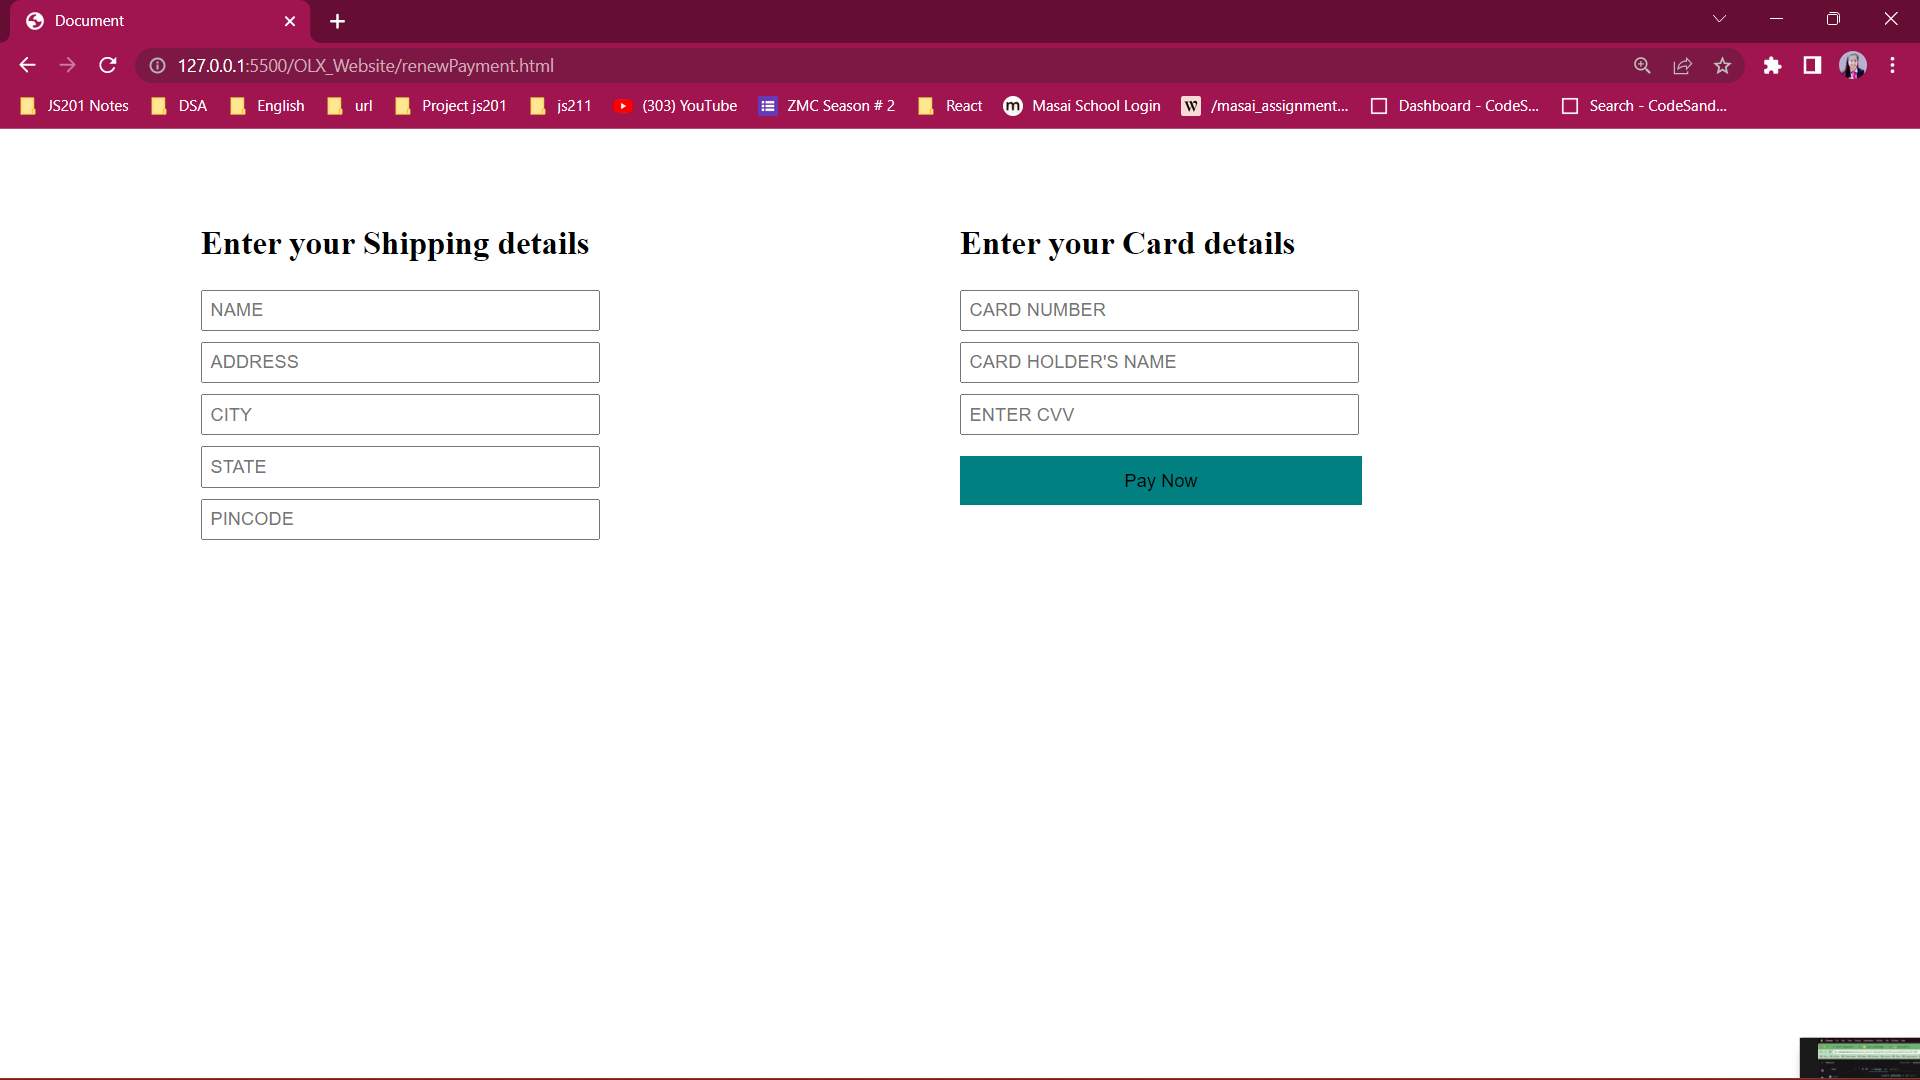 Document
127.0.0.1:5500/OLX_Website/renewPayment.html
JS201 Notes DSA English url Project js201 js211 (303) YouTube ZMC Season # 2 React m Masai School Login W /masai_assignment... Dashboard - CodeS... Search - CodeSand...
Enter your Shipping details
NAME
ADDRESS
CITY
STATE
PINCODE
Enter your Card details
CARD NUMBER
CARD HOLDER'S NAME
ENTER CVV
Pay Now